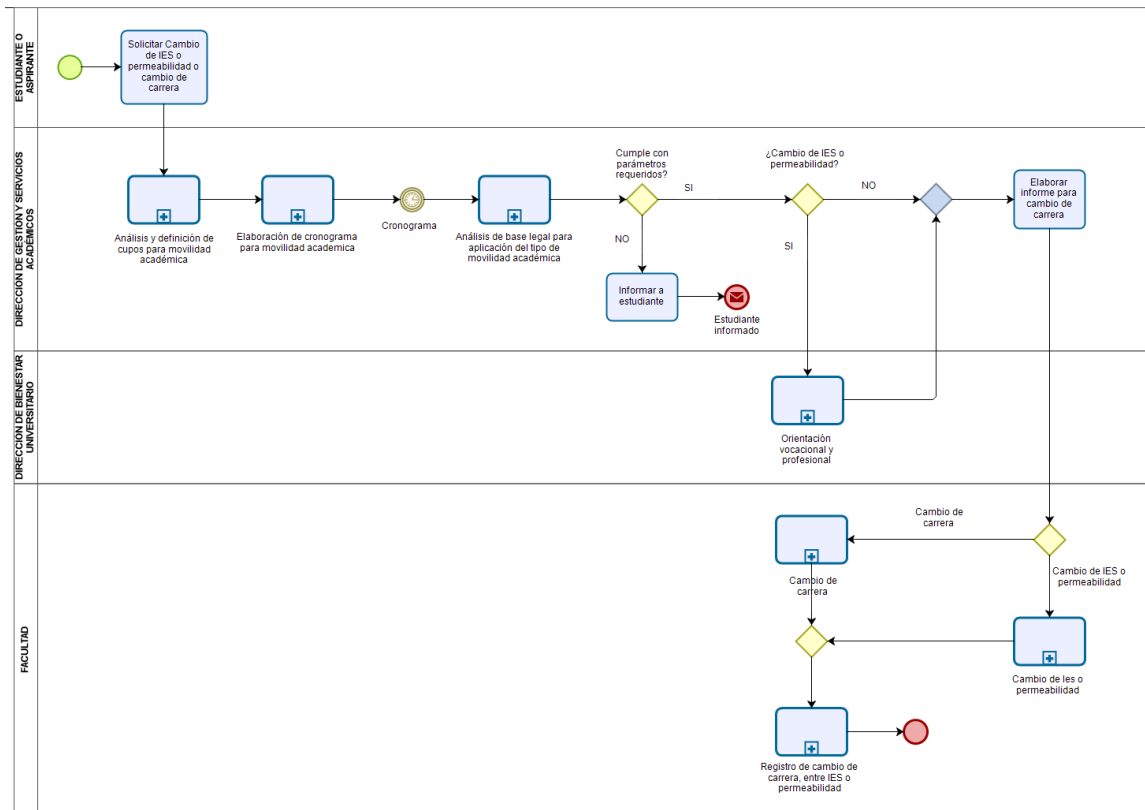 ESTUDIANTE O
ASPIRANTE
Solicitar Cambio
de IES o
permeabilidad o
cambio de
carrera
DIRECCIÓN DE GESTIÓN Y SERVICIOS
ACADÉMICOS
Análisis y definición de
cupos para movilidad
académica
Elaboración de cronograma
para movilidad academica
Cronograma
Análisis de base legal para
aplicación del tipo de
movilidad académica
Cumple con
parámetros
requeridos?
SI
NO
Informar a
estudiante
Estudiante
informado
¿Cambio de IES o
permeabilidad?
NO
SI
Elaborar
informe para
cambio de
carrera
DIRECCIÓN DE BIENESTAR
UNIVERSITARIO
Orientación
vocacional y
profesional
FACULTAD
Cambio de
carrera
Cambio de IES o
permeabilidad
Cambio de
carrera
Cambio de Ies o
permeabilidad
Registro de cambio de
carrera, entre IES o
permeabilidad